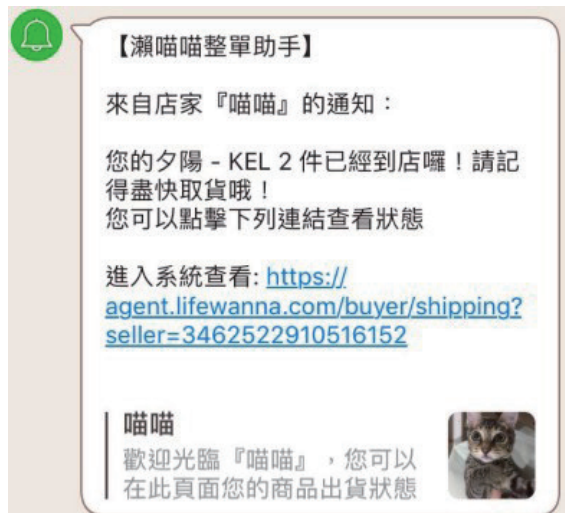 【瀨喵喵整單助手】
來自店家『喵喵』的通知：
您的夕陽 - KEL 2 件已經到店囉！請記
得盡快取貨哦！
您可以點擊下列連結查看狀態
進入系統查看: https://
agent.lifewanna.com/buyer/shipping?
seller=3462522910516152
喵喵
歡迎光臨『喵喵』，您可以
在此頁面您的商品出貨狀態